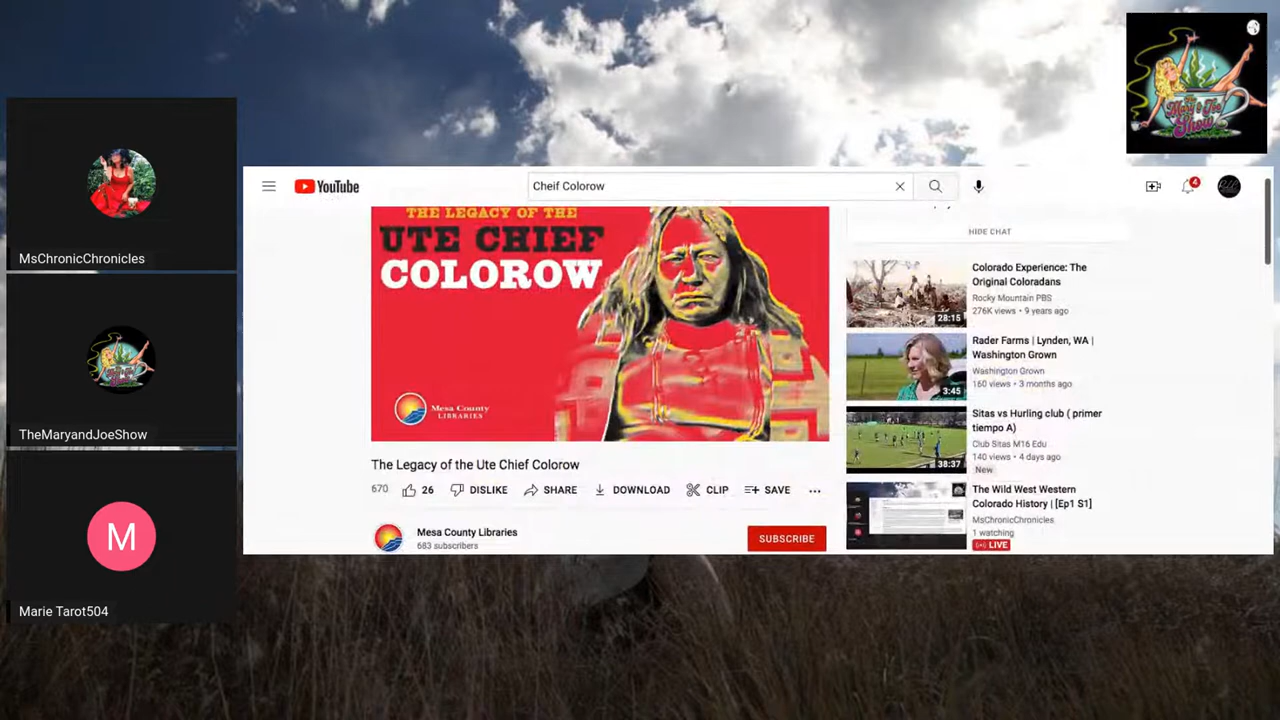 The
Mary & Joe
Show
MsChronicChronicles
TheMaryandJoeShow
M
Marie Tarot504
YouTube
Cheif Colorow
4
THE LEGACY OF THE
UTE CHIEF
COLOROW
Mesa County
LIBRARIES
The Legacy of the Ute Chief Colorow
670
26
DISLIKE
SHARE
DOWNLOAD
CLIP
SAVE
Mesa County Libraries
683 subscribers
SUBSCRIBE
HIDE CHAT
28:15
Colorado Experience: The
Original Coloradans
Rocky Mountain PBS
276K views • 9 years ago
3:45
Rader Farms | Lynden, WA |
Washington Grown
Washington Grown
160 views • 3 months ago
38:37
Sitas vs Hurling club ( primer
tiempo A)
Club Sitas M16 Edu
140 views • 4 days ago
New
The Wild West Western
Colorado History | [Ep1 S1]
MsChronicChronicles
1 watching
LIVE